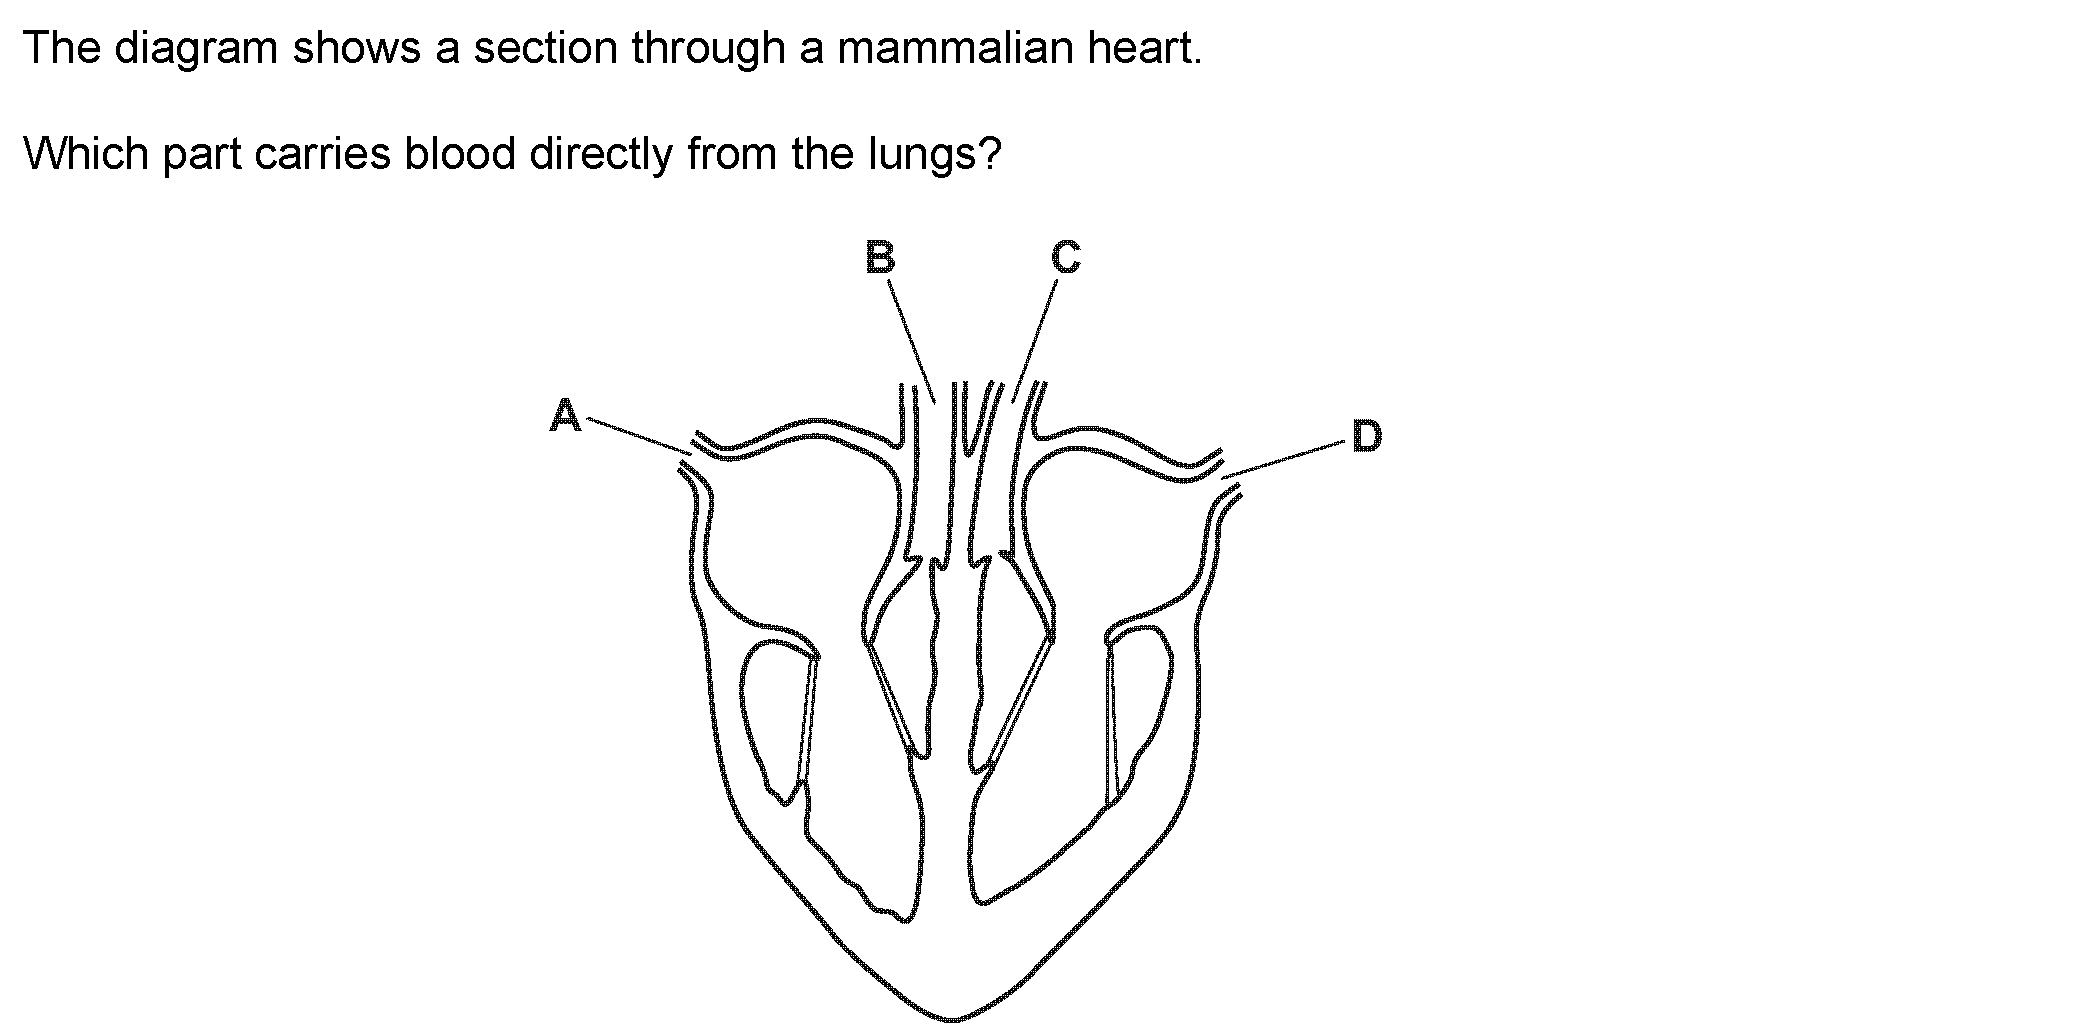 The diagram shows a section through a mammalian heart.
Which part carries blood directly from the lungs?
B C
A
D